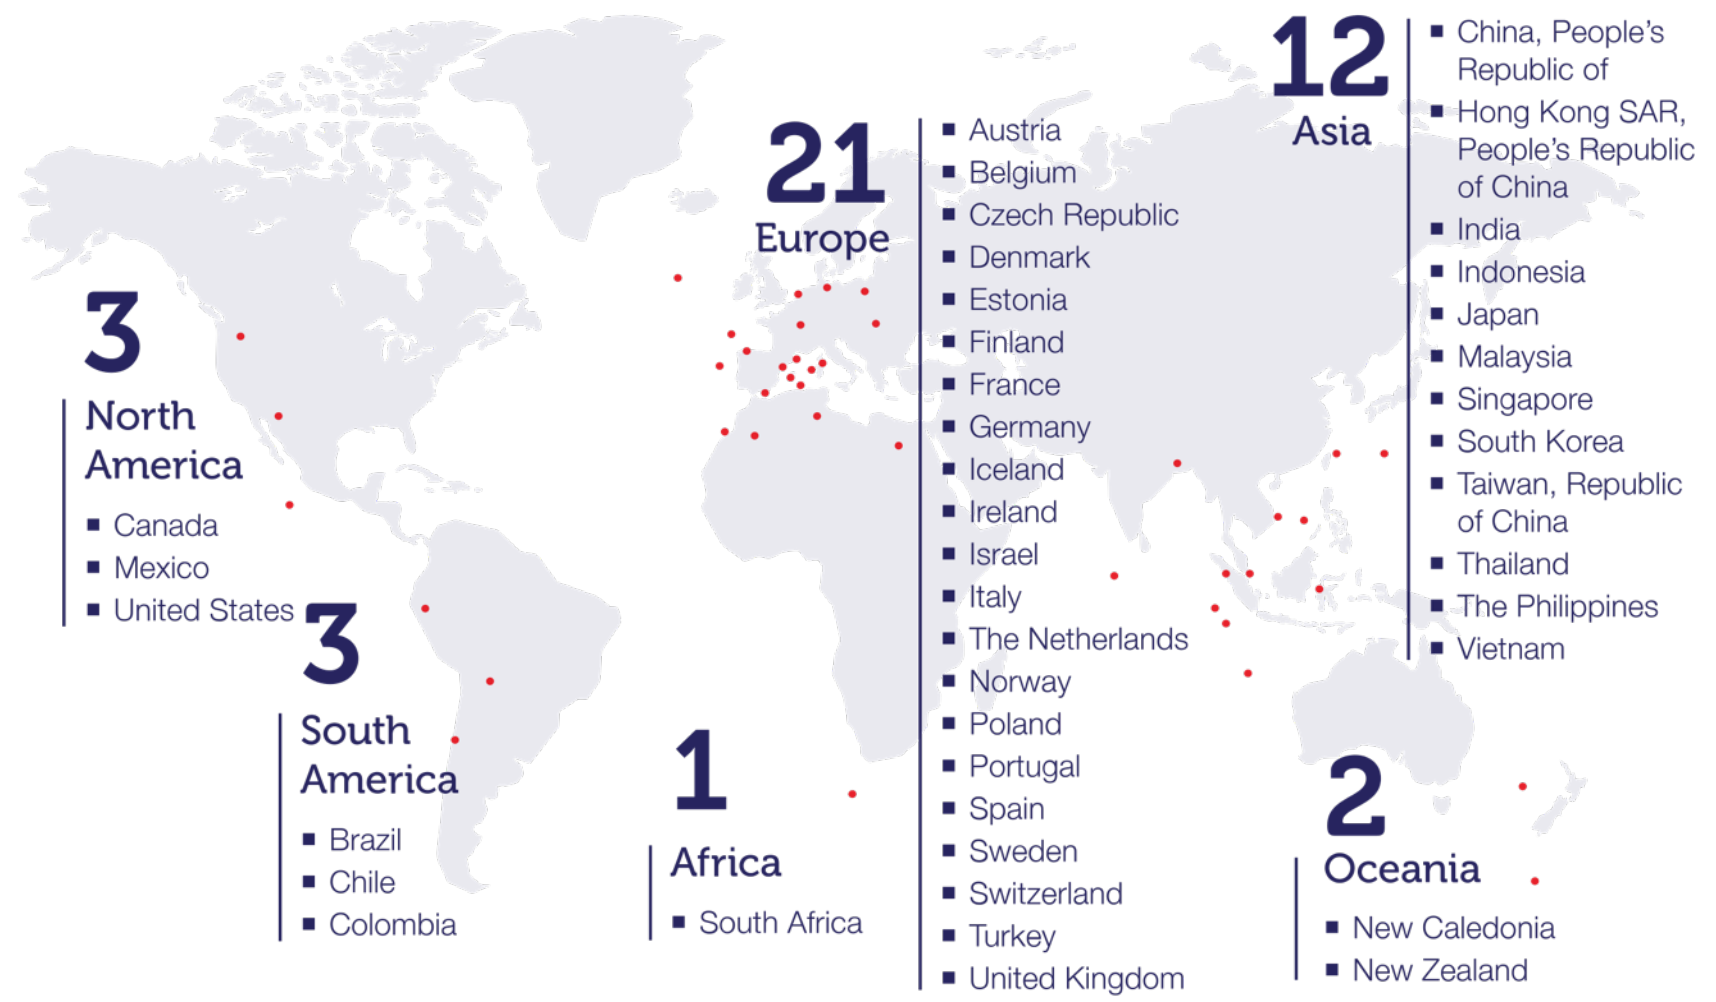 3
North
America
Canada
Mexico
United States
3
South
America
Brazil
Chile
Colombia
1
Africa
South Africa
21
Europe
Austria
Belgium
Czech Republic
Denmark
Estonia
Finland
France
Germany
Iceland
Ireland
Israel
Italy
The Netherlands
Norway
Poland
Portugal
Spain
Sweden
Switzerland
Turkey
United Kingdom
12
Asia
China, People’s
Republic of
Hong Kong SAR,
People’s Republic
of China
India
Indonesia
Japan
Malaysia
Singapore
South Korea
Taiwan, Republic
of China
Thailand
The Philippines
Vietnam
2
Oceania
New Caledonia
New Zealand